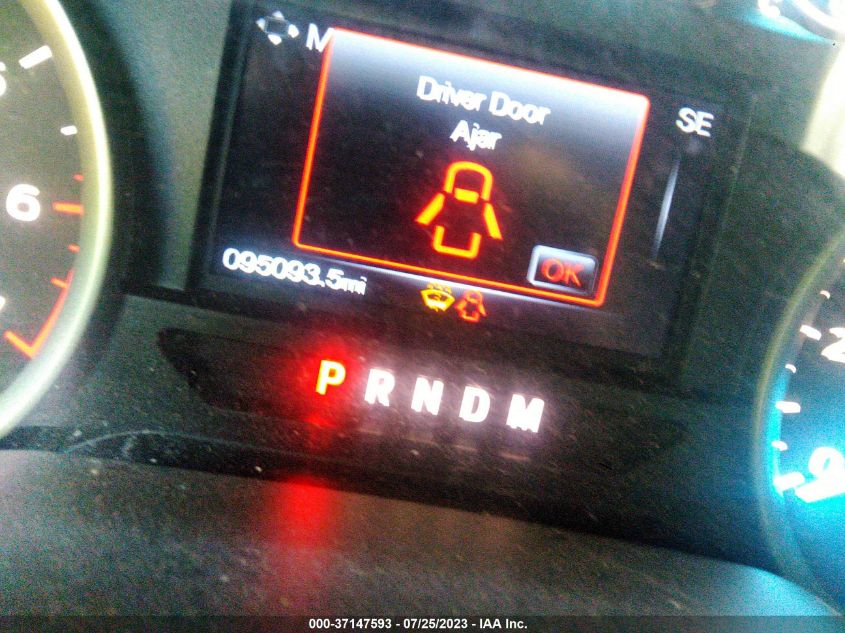 M
Driver Door
Ajar
SE
OK
095093.5mi
6
P R N D M
000-37147593 - 07/25/2023 - IAA Inc.